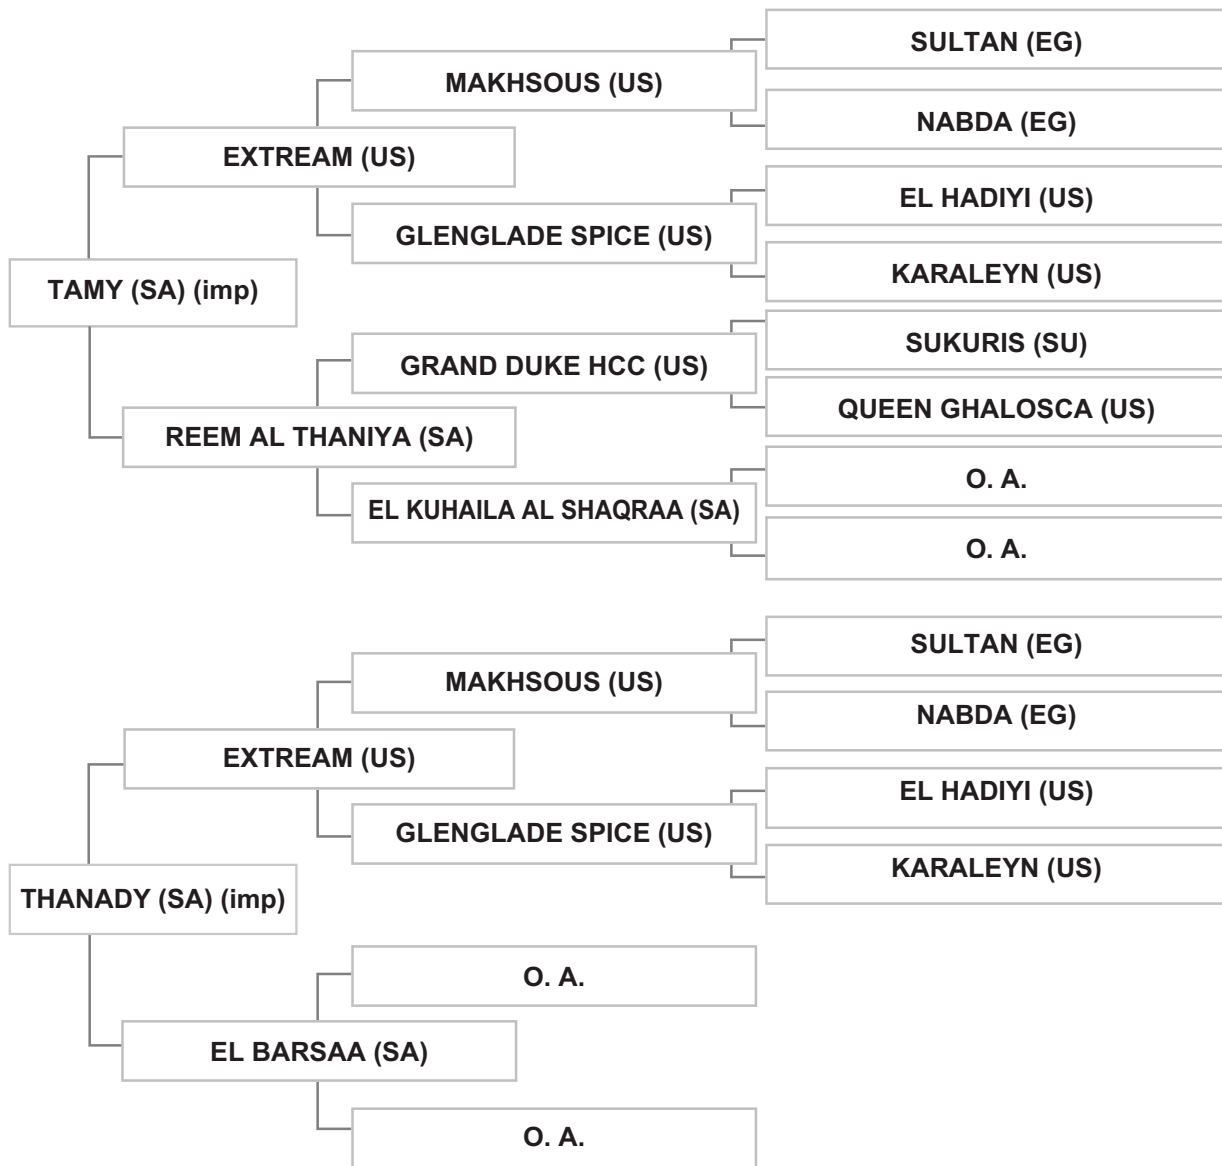 SULTAN (EG)
MAKHSOUS (US)
NABDA (EG)
EXTREAM (US)
EL HADIYI (US)
GLENGLADE SPICE (US)
KARALEYN (US)
TAMY (SA) (imp)
SUKURIS (SU)
GRAND DUKE HCC (US)
QUEEN GHALOSCA (US)
REEM AL THANIYA (SA)
O. A.
EL KUHAILA AL SHAQRAA (SA)
O. A.
SULTAN (EG)
MAKHSOUS (US)
NABDA (EG)
EXTREAM (US)
EL HADIYI (US)
GLENGLADE SPICE (US)
KARALEYN (US)
THANADY (SA) (imp)
O. A.
EL BARSAA (SA)
O. A.